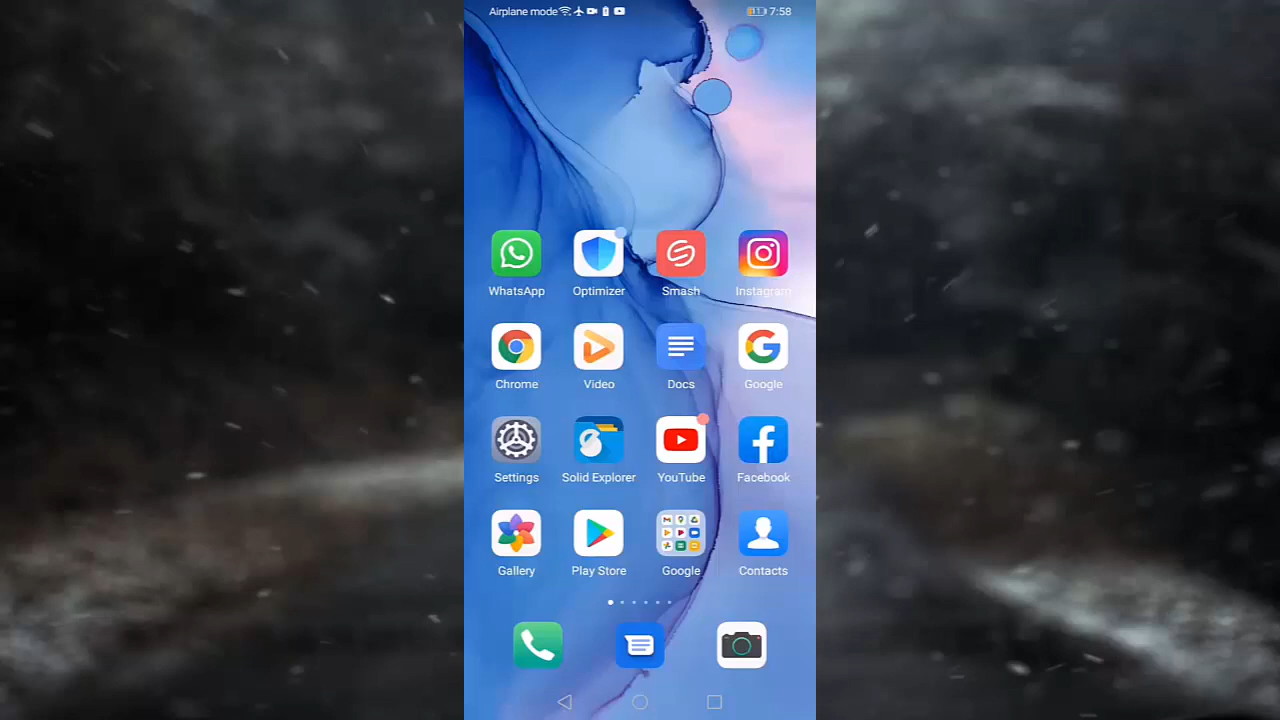 Airplane mode 7:58
WhatsApp Optimizer Smash Instagram
Chrome Video Docs Google
Settings Solid Explorer YouTube Facebook
Gallery Play Store Google Contacts